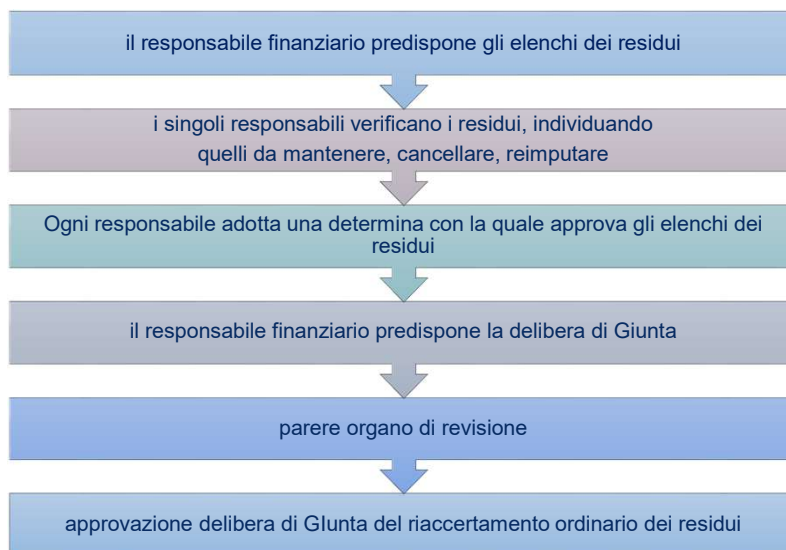 il responsabile finanziario predispone gli elenchi dei residui
i singoli responsabili verificano i residui, individuando
quelli da mantenere, cancellare, reimputare
Ogni responsabile adotta una determina con la quale approva gli elenchi dei
residui
il responsabile finanziario predispone la delibera di Giunta
parere organo di revisione
approvazione delibera di GIunta del riaccertamento ordinario dei residui